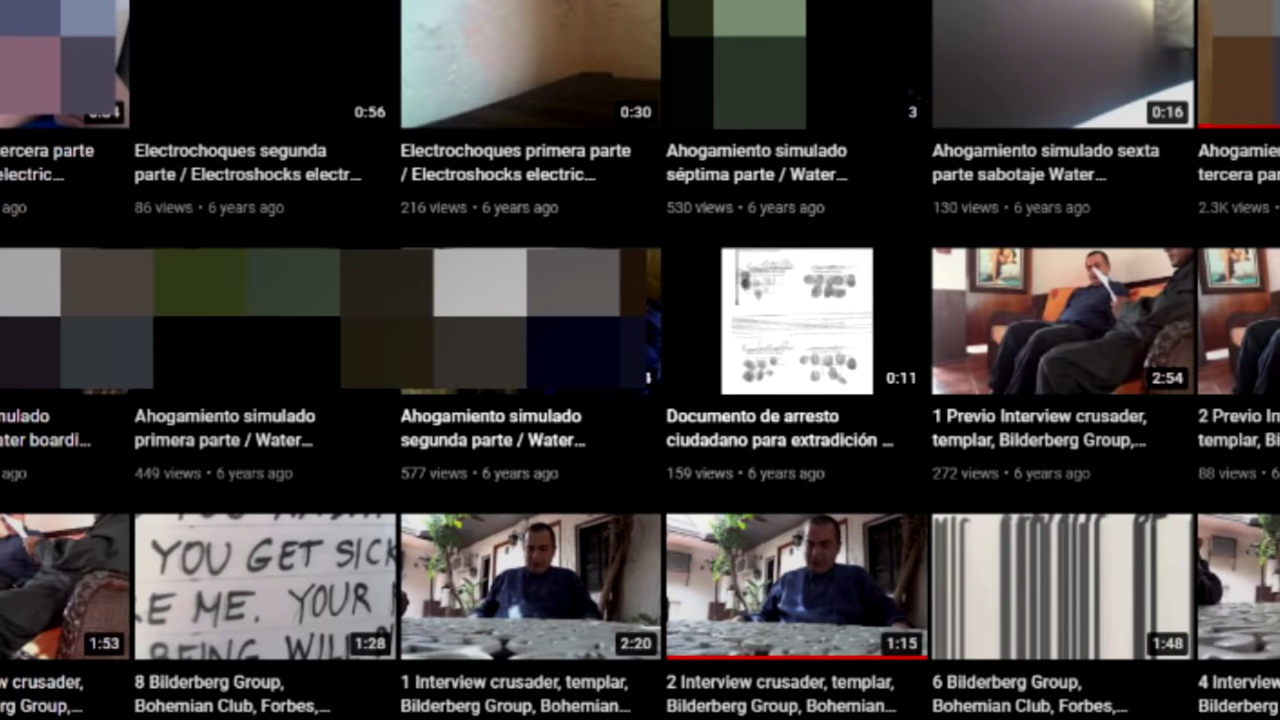 0:56
0:30
3
0:16
tercera parte
electric...
ago
Electrochoques segunda
parte / Electroshocks electr...
86 views • 6 years ago
Electrochoques primera parte
/ Electroshocks electric...
216 views • 6 years ago
Ahogamiento simulado
séptima parte / Water...
530 views • 6 years ago
Ahogamiento simulado sexta
parte sabotaje Water...
130 views • 6 years ago
Ahogamie
tercera par
2.3K views •
0:11
2:54
mulado
ater boardi...
ago
Ahogamiento simulado
primera parte / Water...
449 views • 6 years ago
Ahogamiento simulado
segunda parte / Water...
577 views • 6 years ago
Documento de arresto
ciudadano para extradición ...
159 views • 6 years ago
1 Previo Interview crusader,
templar, Bilderberg Group,...
272 views • 6 years ago
2 Previo In
templar, Bi
88 views • 6
YOU GET SICK
E ME. YOUR
BEING WILL
1:53
1:28
2:20
1:15
1:48
w crusader,
rg Group,...
8 Bilderberg Group,
Bohemian Club, Forbes,...
1 Interview crusader, templar,
Bilderberg Group, Bohemian...
2 Interview crusader, templar,
Bilderberg Group, Bohemian...
6 Bilderberg Group,
Bohemian Club, Forbes,...
4 Interview
Bilderberg